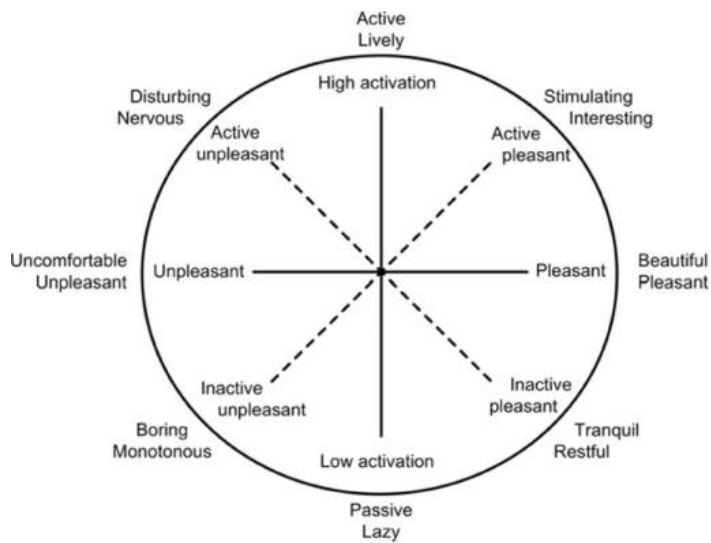 Active
Lively
High activation
Disturbing
Nervous
Stimulating
Interesting
Active
unpleasant
Active
pleasant
Uncomfortable
Unpleasant
Unpleasant
Pleasant
Beautiful
Pleasant
Inactive
unpleasant
Inactive
pleasant
Boring
Monotonous
Tranquil
Restful
Low activation
Passive
Lazy